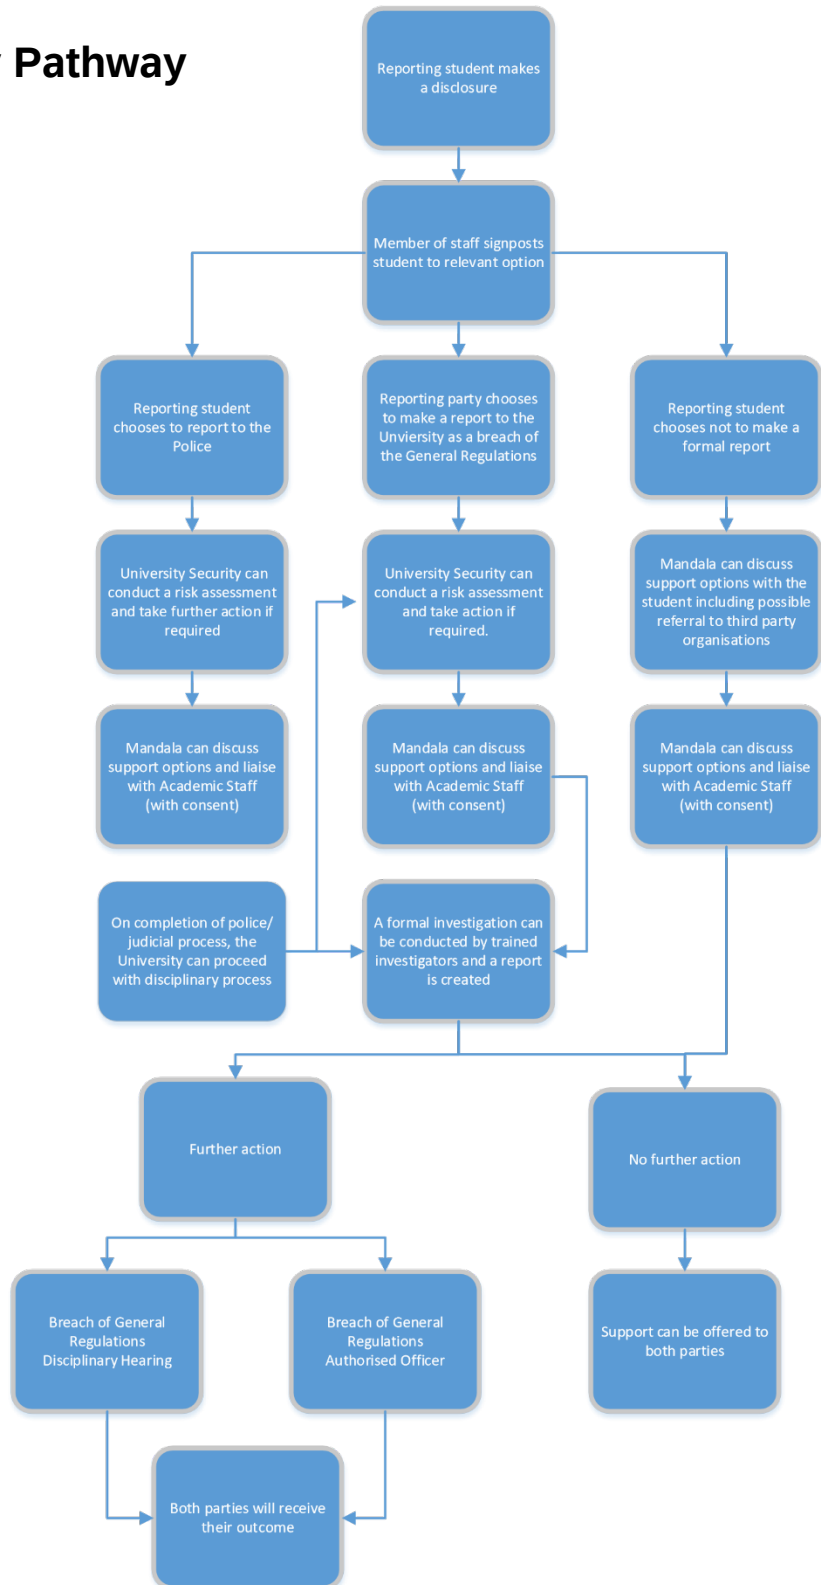 Pathway
Reporting student makes
a disclosure
Member of staff signposts
student to relevant option
Reporting student
chooses to report to the
Police
Reporting party chooses
to make a report to the
Unviersity as a breach of
the General Regulations
Reporting student
chooses not to make a
formal report
University Security can
conduct a risk assessment
and take further action if
required
University Security can
conduct a risk assessment
and take action if
required.
Mandala can discuss
support options with the
student including possible
referral to third party
organisations
Mandala can discuss
support options and liaise
with Academic Staff
(with consent)
Mandala can discuss
support options and liaise
with Academic Staff
(with consent)
Mandala can discuss
support options and liaise
with Academic Staff
(with consent)
On completion of police/
judicial process, the
University can proceed
with disciplinary process
A formal investigation can
be conducted by trained
investigators and a report
is created
Further action
No further action
Breach of General
Regulations
Disciplinary Hearing
Breach of General
Regulations
Authorised Officer
Support can be offered to
both parties
Both parties will receive
their outcome